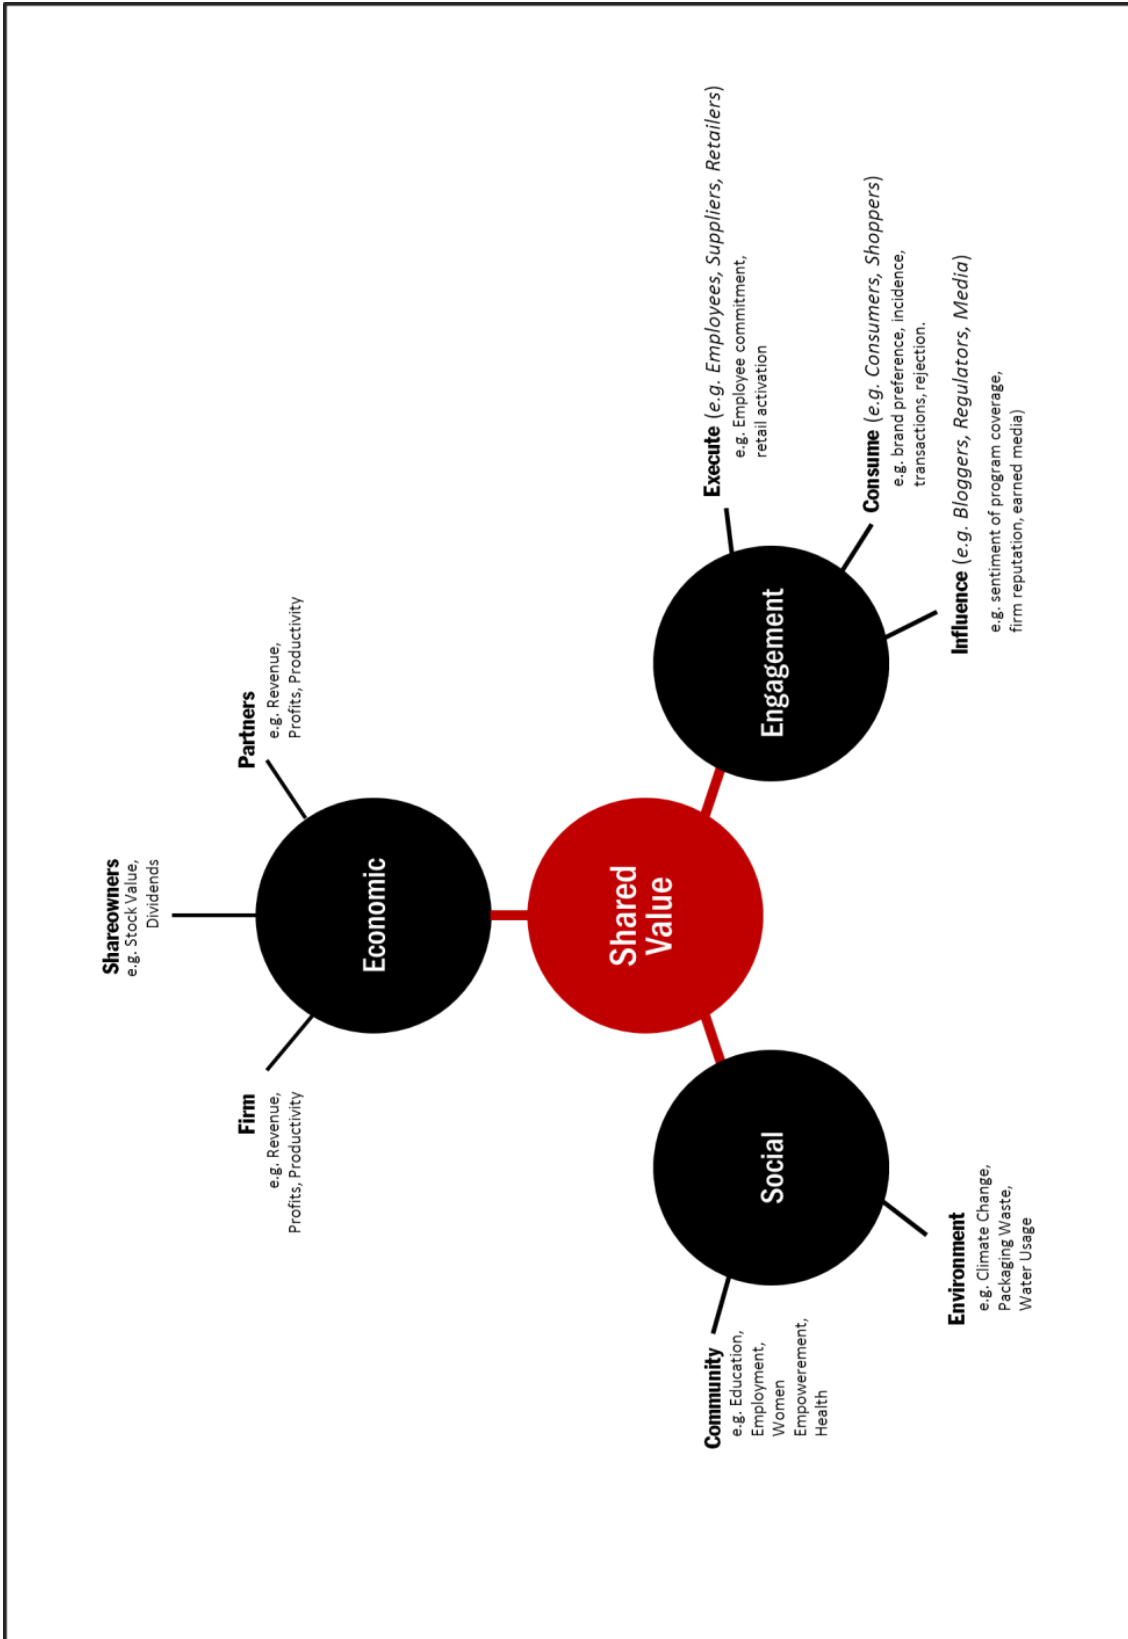 Shareowners
e.g. Stock Value,
Dividends
Firm
e.g. Revenue,
Profits, Productivity
Partners
e.g. Revenue,
Profits, Productivity
Economic
Shared
Value
Social
Engagement
Community
e.g. Education,
Employment,
Women
Empowerement,
Health
Environment
e.g. Climate Change,
Packaging Waste,
Water Usage
Execute (e.g. Employees, Suppliers, Retailers)
e.g. Employee commitment,
retail activation
Consume (e.g. Consumers, Shoppers)
e.g. brand preference, incidence,
transactions, rejection.
Influence (e.g. Bloggers, Regulators, Media)
e.g. sentiment of program coverage,
firm reputation, earned media)